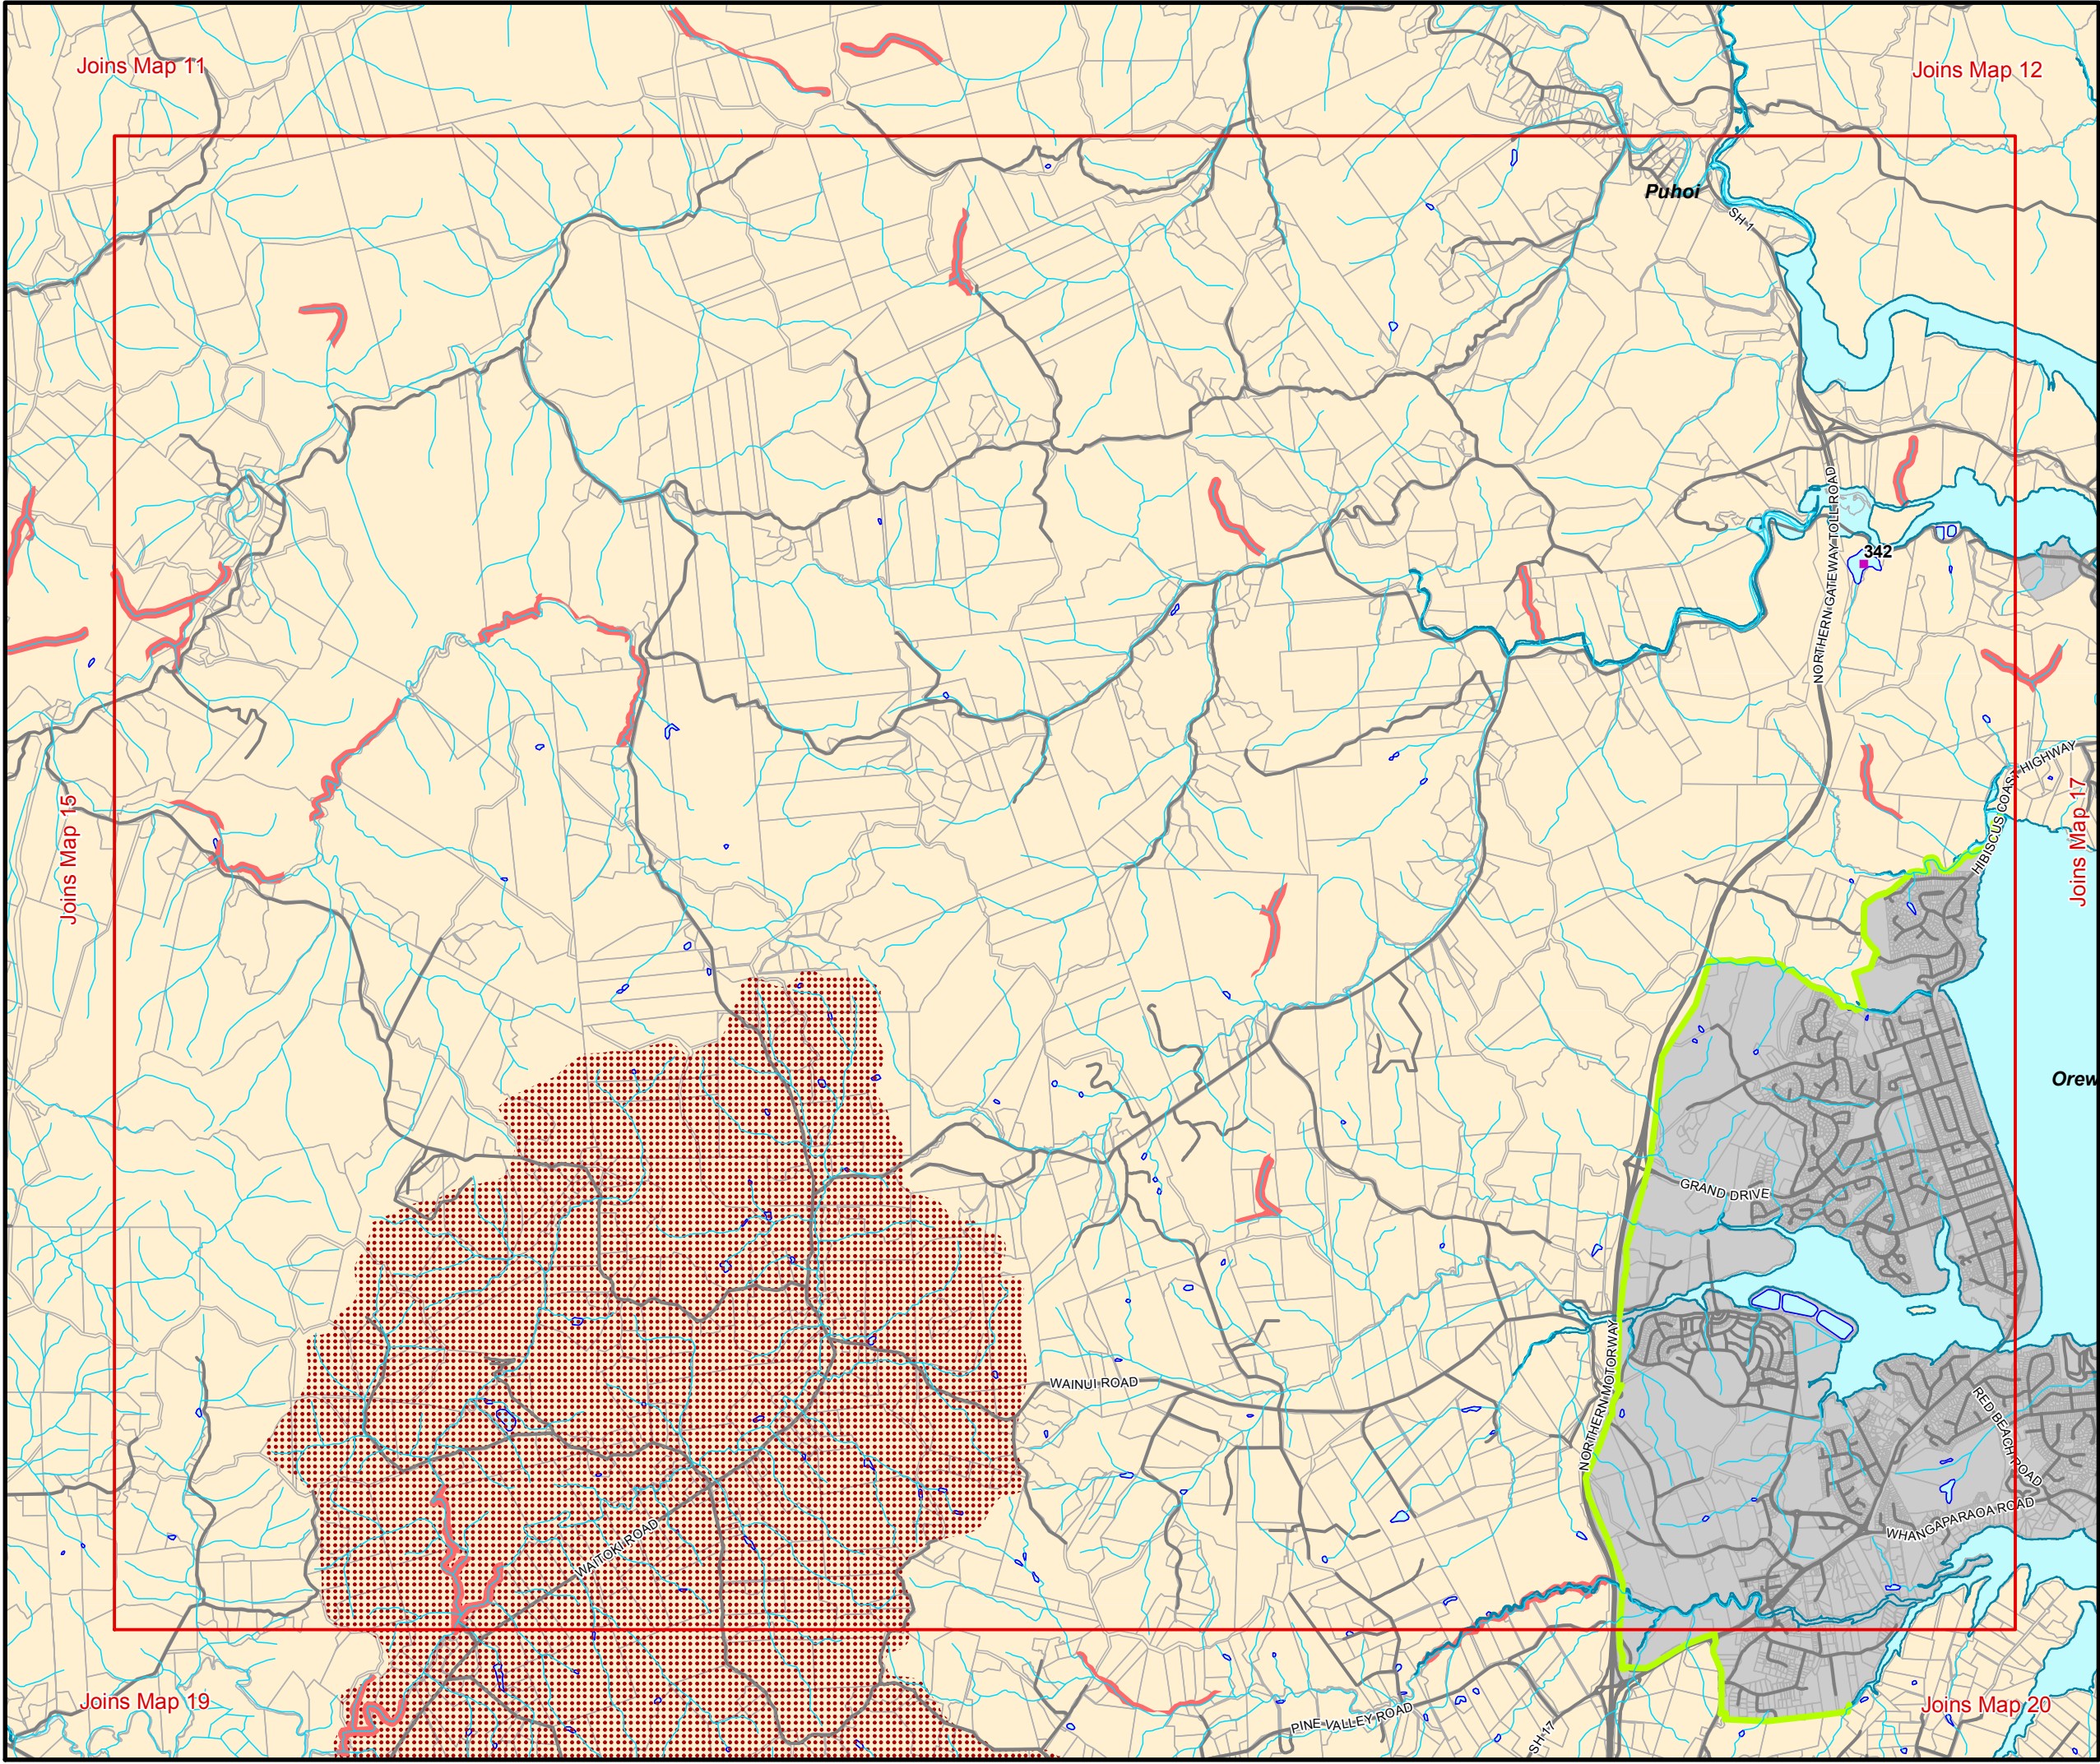 Joins Map 11
Joins Map 12
Puhoi
SH 1
NORTHERN GATEWAY TOLL ROAD
342
HIBISCUS COAST HIGHWAY
Joins Map 15
Joins Map 17
Orew
GRAND DRIVE
NORTHERN MOTORWAY
WAINUI ROAD
RED BEACH ROAD
WHANGAPARAOA ROAD
WAITOKI ROAD
Joins Map 19
PINE VALLEY ROAD
SH 17
Joins Map 20